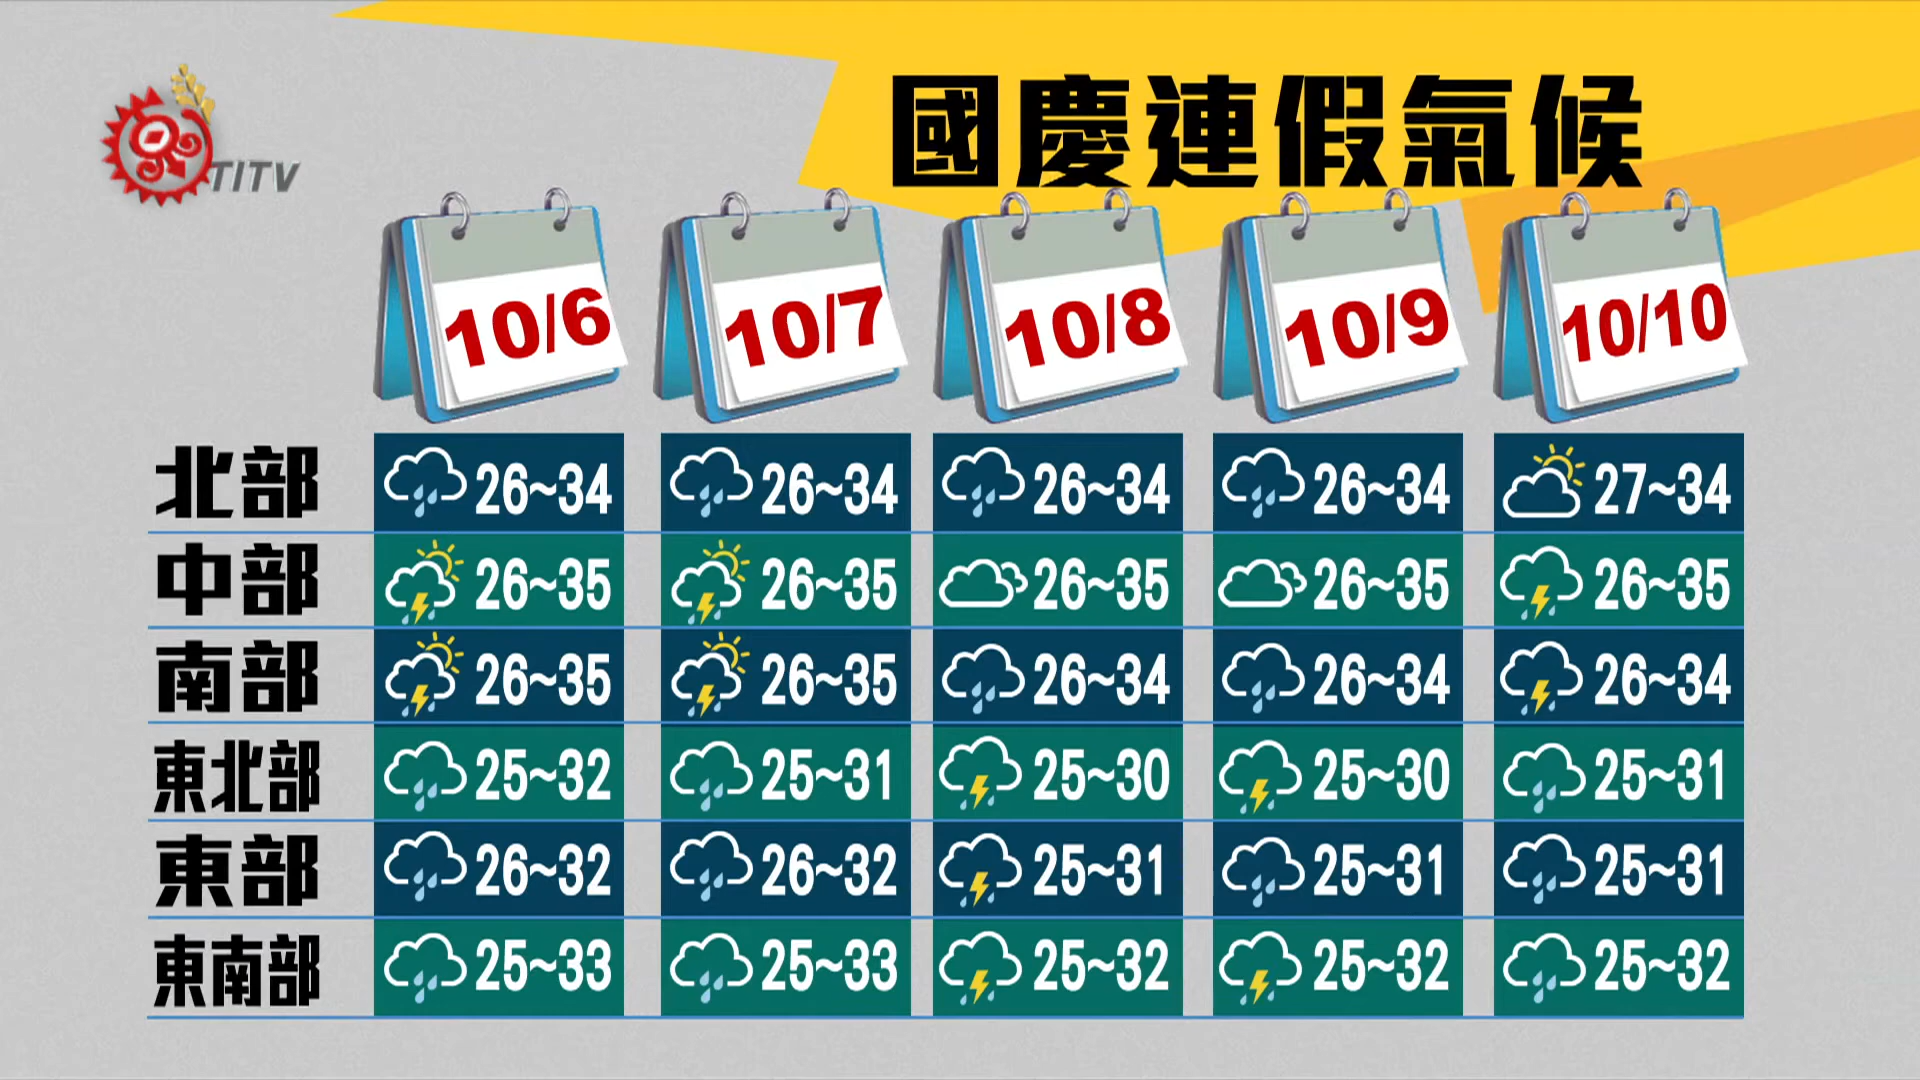 國慶連假氣候
TITV
10/6 10/7 10/8 10/9 10/10
北部 26~34 26~34 26~34 26~34 27~34
中部 26~35 26~35 26~35 26~35 26~35
南部 26~35 26~35 26~34 26~34 26~34
東北部 25~32 25~31 25~30 25~30 25~31
東部 26~32 26~32 25~31 25~31 25~31
東南部 25~33 25~33 25~32 25~32 25~32